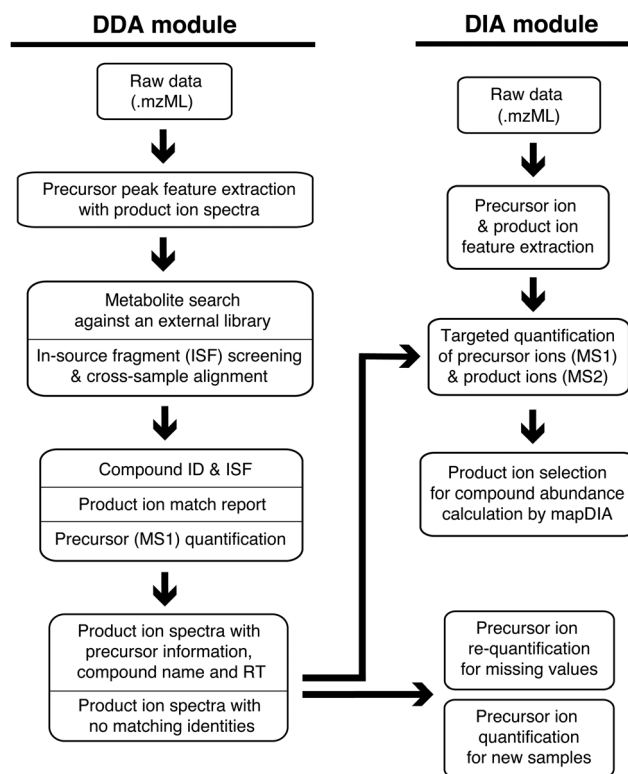 DDA module
Raw data
(.mzML)
Precursor peak feature extraction
with product ion spectra
Metabolite search
against an external library
In-source fragment (ISF) screening
& cross-sample alignment
Compound ID & ISF
Product ion match report
Precursor (MS1) quantification
Product ion spectra with
precursor information,
compound name and RT
Product ion spectra with
no matching identities
DIA module
Raw data
(.mzML)
Precursor ion
& product ion
feature extraction
Targeted quantification
of precursor ions (MS1)
& product ions (MS2)
Product ion selection
for compound abundance
calculation by mapDIA
Precursor ion
re-quantification
for missing values
Precursor ion
quantification
for new samples